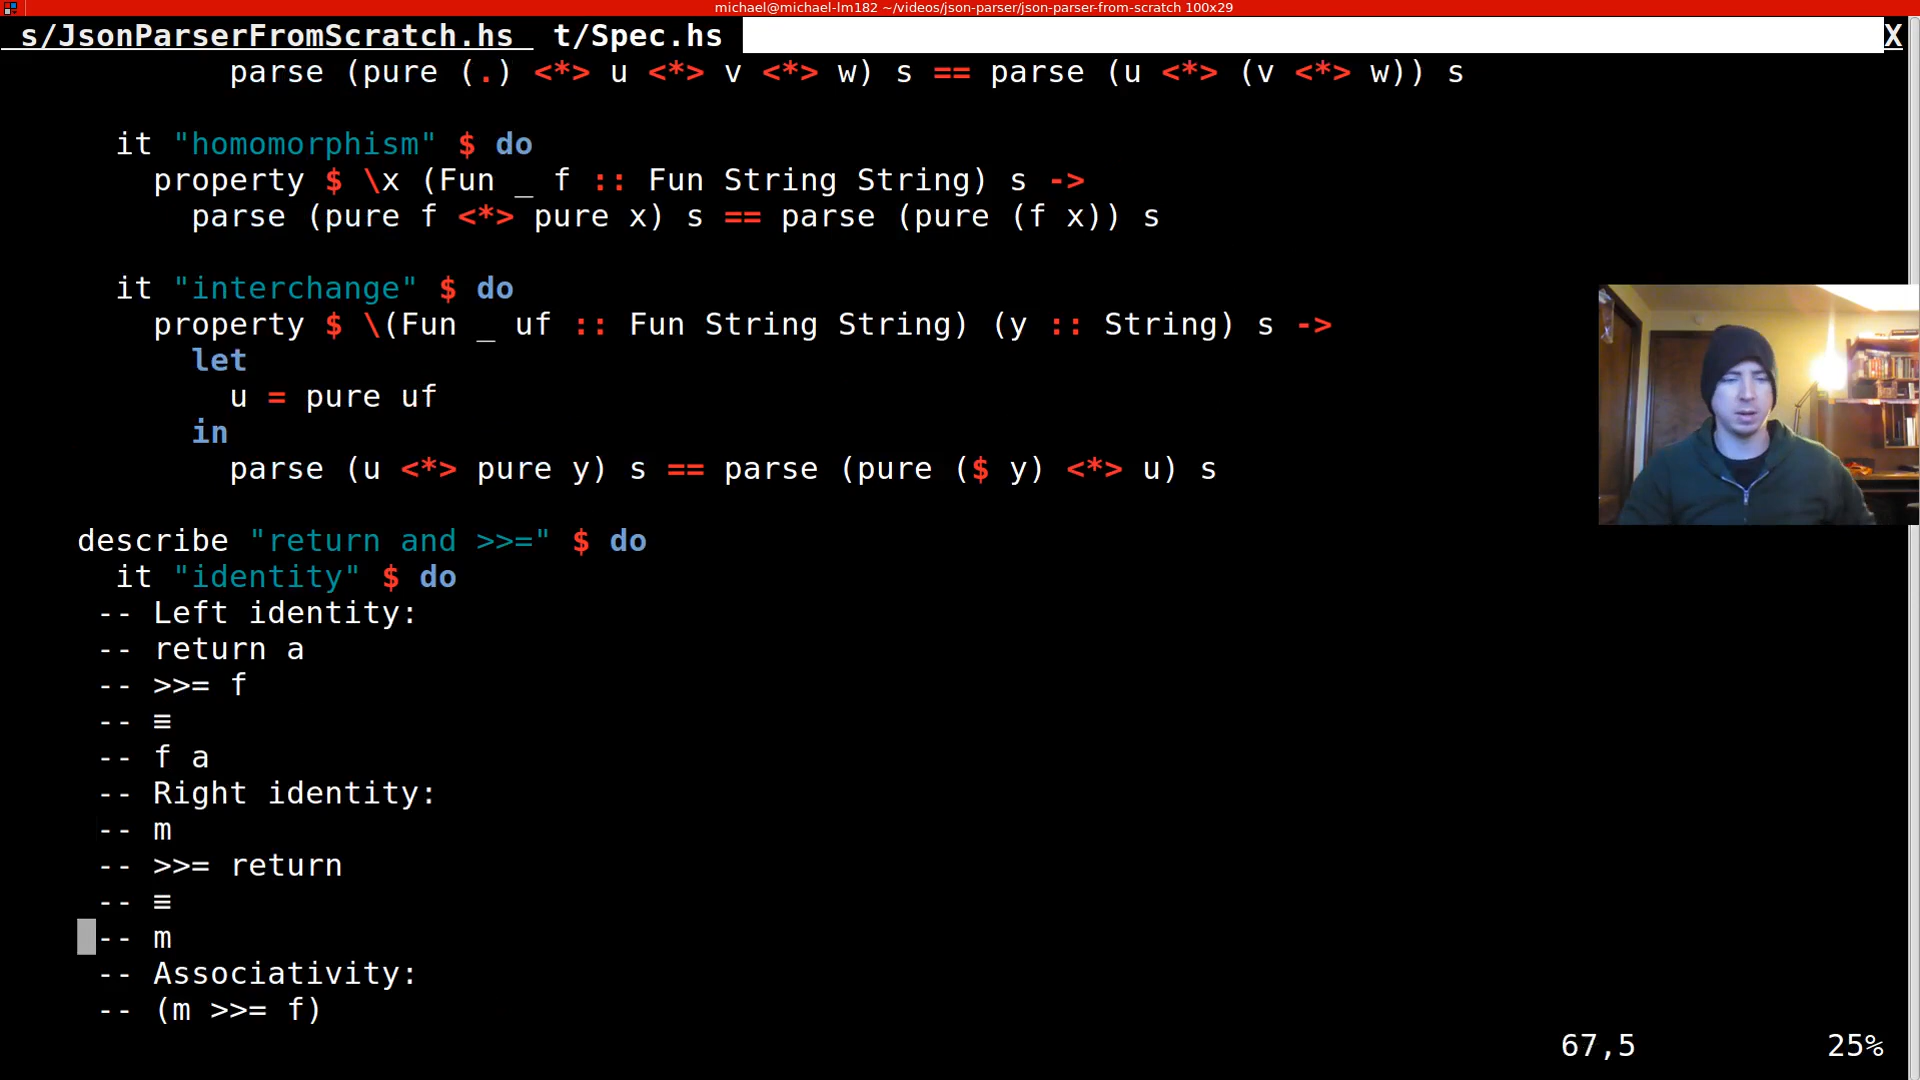 michael@michael-lm182 ~/videos/json-parser/json-parser-from-scratch 100x29
s/JsonParserFromScratch.hs t/Spec.hs X
parse (pure (.) <*> u <*> v <*> w) s == parse (u <*> (v <*> w)) s
it "homomorphism" $ do
property $ \x (Fun _ f :: Fun String String) s ->
parse (pure f <*> pure x) s == parse (pure (f x)) s
it "interchange" $ do
property $ \(Fun _ uf :: Fun String String) (y :: String) s ->
let
u = pure uf
in
parse (u <*> pure y) s == parse (pure ($ y) <*> u) s
describe "return and >>=" $ do
it "identity" $ do
-- Left identity:
-- return a
-- >>= f
-- ≡
-- f a
-- Right identity:
-- m
-- >>= return
-- ≡
-- m
-- Associativity:
-- (m >>= f)
67,5 25%